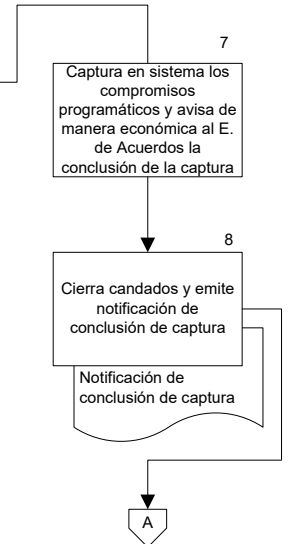 7
Captura en sistema los
compromisos
programáticos y avisa de
manera económica al E.
de Acuerdos la
conclusión de la captura
8
Cierra candados y emite
notificación de
conclusión de captura
Notificación de
conclusión de captura
A